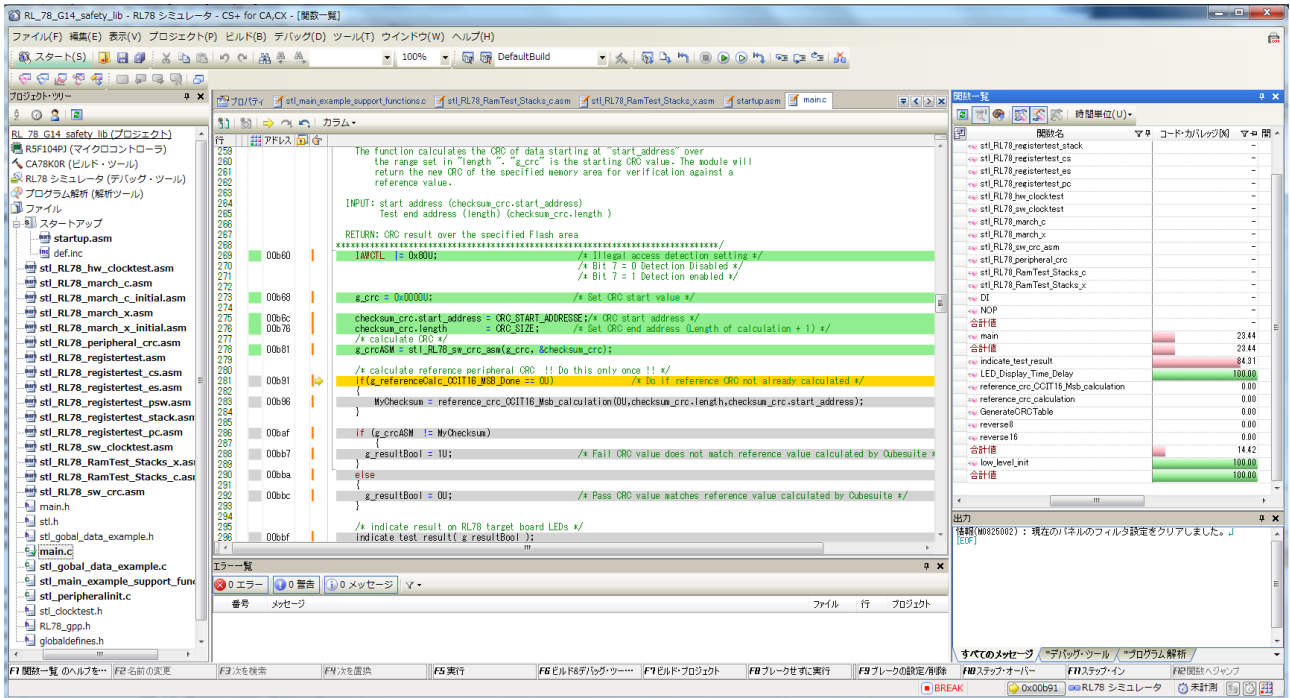 RL_78_G14_safety_lib - RL78 シミュレータ - CS+ for CA,CX - [関数一覧]
ファイル(F) 編集(E) 表示(V) プロジェクト(P) ビルド(B) デバッグ(D) ツール(T) ウインドウ(W) ヘルプ(H)
スタート(S) 100% DefaultBuild
プロジェクト・ツリー
RL_78_G14_safety_lib (プロジェクト)
R5F104PJ (マイクロコントローラ)
CA78K0R (ビルド・ツール)
RL78 シミュレータ (デバッグ・ツール)
プログラム解析 (解析ツール)
ファイル
スタートアップ
startup.asm
def.inc
stl_RL78_hw_clocktest.asm
stl_RL78_march_c.asm
stl_RL78_march_c_initial.asm
stl_RL78_march_x.asm
stl_RL78_march_x_initial.asm
stl_RL78_peripheral_crc.asm
stl_RL78_registertest.asm
stl_RL78_registertest_cs.asm
stl_RL78_registertest_es.asm
stl_RL78_registertest_psw.asm
stl_RL78_registertest_stack.asm
stl_RL78_registertest_pc.asm
stl_RL78_sw_clocktest.asm
stl_RL78_RamTest_Stacks_x.asm
stl_RL78_RamTest_Stacks_c.asm
stl_RL78_sw_crc.asm
main.h
stl.h
stl_gobal_data_example.h
main.c
stl_gobal_data_example.c
stl_main_example_support_func
stl_peripheralinit.c
stl_clocktest.h
RL78_gpp.h
globaldefines.h
プロパティ stl_main_example_support_functions.c stl_RL78_RamTest_Stacks_c.asm stl_RL78_RamTest_Stacks_x.asm startup.asm main.c
カラム
行 アドレス
259 The function calculates the CRC of data starting at "start_address" over
260 the range set in "length ". "g_crc" is the starting CRC value. The module will
261 return the new CRC of the specified memory area for verification against a
262 reference value.
263
264 INPUT: start address (checksum_crc.start_address)
265 Test end address (length) (checksum_crc.length )
266
267 RETURN: CRC result over the specified Flash area
268 ****************************************************************************/
269 00b60 IAWCTL |= 0x80U; /* Illegal access detection setting */
270 /* Bit 7 = 0 Detection Disabled */
271 /* Bit 7 = 1 Detection enabled */
272
273 00b68 g_crc = 0x0000U; /* Set CRC start value */
274
275 00b6c checksum_crc.start_address = CRC_START_ADDRESSE;/* CRC start address */
276 00b76 checksum_crc.length = CRC_SIZE; /* Set CRC end address (Length of calculation + 1) */
277 /* calculate CRC */
278 00b81 g_crcASM = stl_RL78_sw_crc_asm(g_crc, &checksum_crc);
279
280 /* calculate reference peripheral CRC !! Do this only once !! */
281 00b91 if(g_referenceCalc_CCIT16_MSB_Done == 0U) /* Do if reference CRC not already calculated */
282 {
283 00b96 MyChecksum = reference_crc_CCIT16_Msb_calculation(0U,checksum_crc.length,checksum_crc.start_address);
284 }
285
286 00baf if (g_crcASM != MyChecksum)
287 {
288 00bb7 g_resultBool = 1U; /* Fail CRC value does not match reference value calculated by Cubesuite *
289 }
290 00bba else
291 {
292 00bbc g_resultBool = 0U; /* Pass CRC value matches reference value calculated by Cubesuite */
293 }
294
295 /* indicate result on RL78 target board LEDs */
296 00bbf indicate_test_result( g_resultBool );
エラー一覧
0 エラー 0 警告 0 メッセージ
番号 メッセージ ファイル 行 プロジェクト
関数一覧
時間単位(U)
関数名 コード・カバレッジ[%] 関
stl_RL78_registertest_stack -
stl_RL78_registertest_cs -
stl_RL78_registertest_es -
stl_RL78_registertest_pc -
stl_RL78_hw_clocktest -
stl_RL78_sw_clocktest -
stl_RL78_march_c -
stl_RL78_march_x -
stl_RL78_sw_crc_asm -
stl_RL78_peripheral_crc -
stl_RL78_RamTest_Stacks_c -
stl_RL78_RamTest_Stacks_x -
DI -
NOP -
合計値 -
main 23.44
合計値 23.44
indicate_test_result 84.31
LED_Display_Time_Delay 100.00
reference_crc_CCIT16_Msb_calculation 0.00
reference_crc_calculation 0.00
GenerateCRCTable 0.00
reverse8 0.00
reverse16 0.00
合計値 14.42
low_level_init 100.00
合計値 100.00
出力
情報(M0825002) : 現在のパネルのフィルタ設定をクリアしました。
[EOF]
すべてのメッセージ *デバッグ・ツール *プログラム解析
F1 関数一覧 のヘルプを… F2 名前の変更 F3 次を検索 F4 次を置換 F5 実行 F6 ビルド&デバッグ・ツー… F7 ビルド・プロジェクト F8 ブレークせずに実行 F9 ブレークの設定/削除 F10 ステップ・オーバー F11 ステップ・イン F12 関数へジャンプ
BREAK 0x00b91 RL78 シミュレータ 未計測